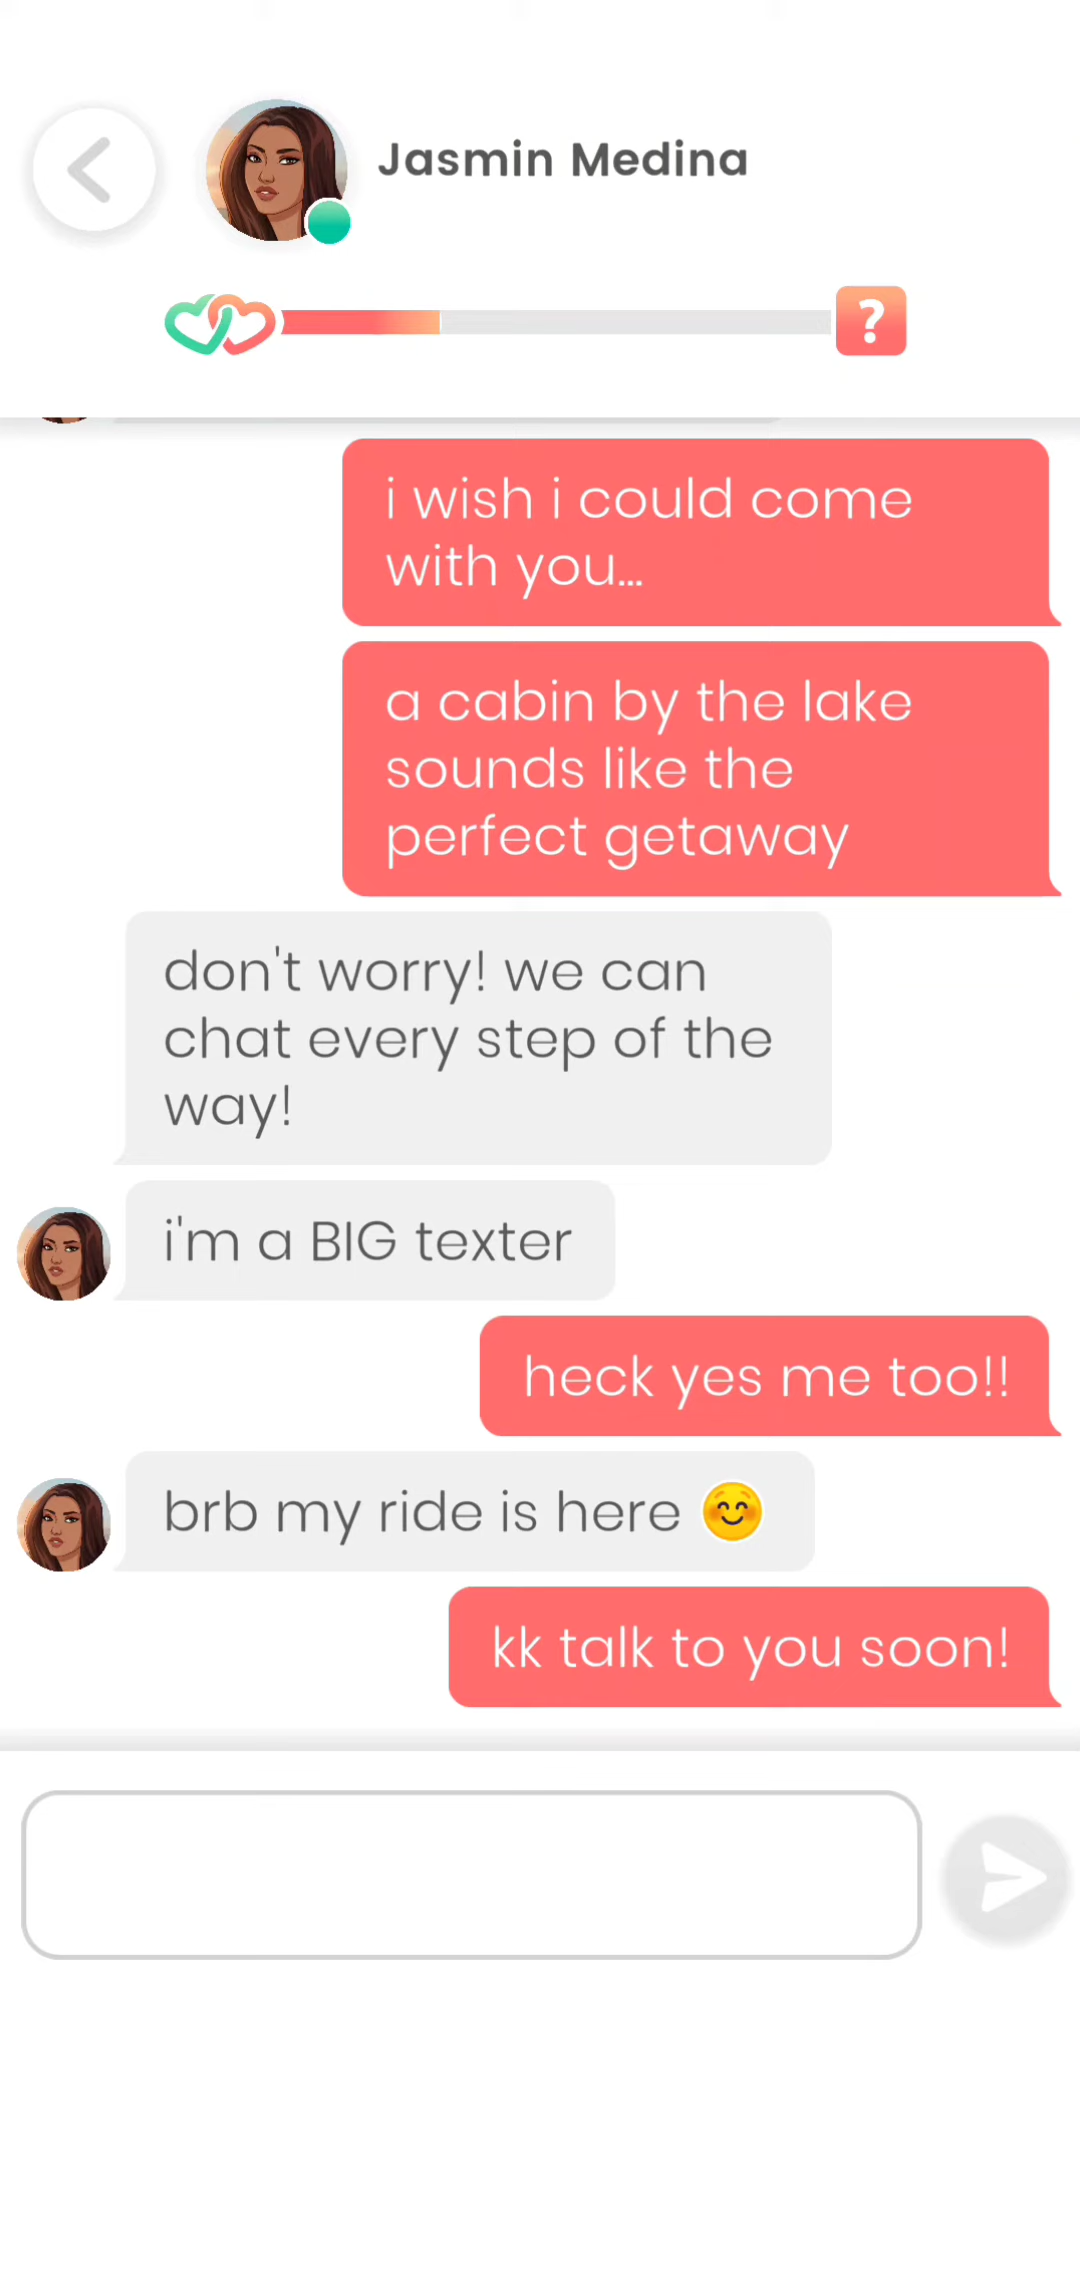 Jasmin Medina
?
i wish i could come
with you...
a cabin by the lake
sounds like the
perfect getaway
don't worry! we can
chat every step of the
way!
i'm a BIG texter
heck yes me too!!
brb my ride is here 😊
kk talk to you soon!